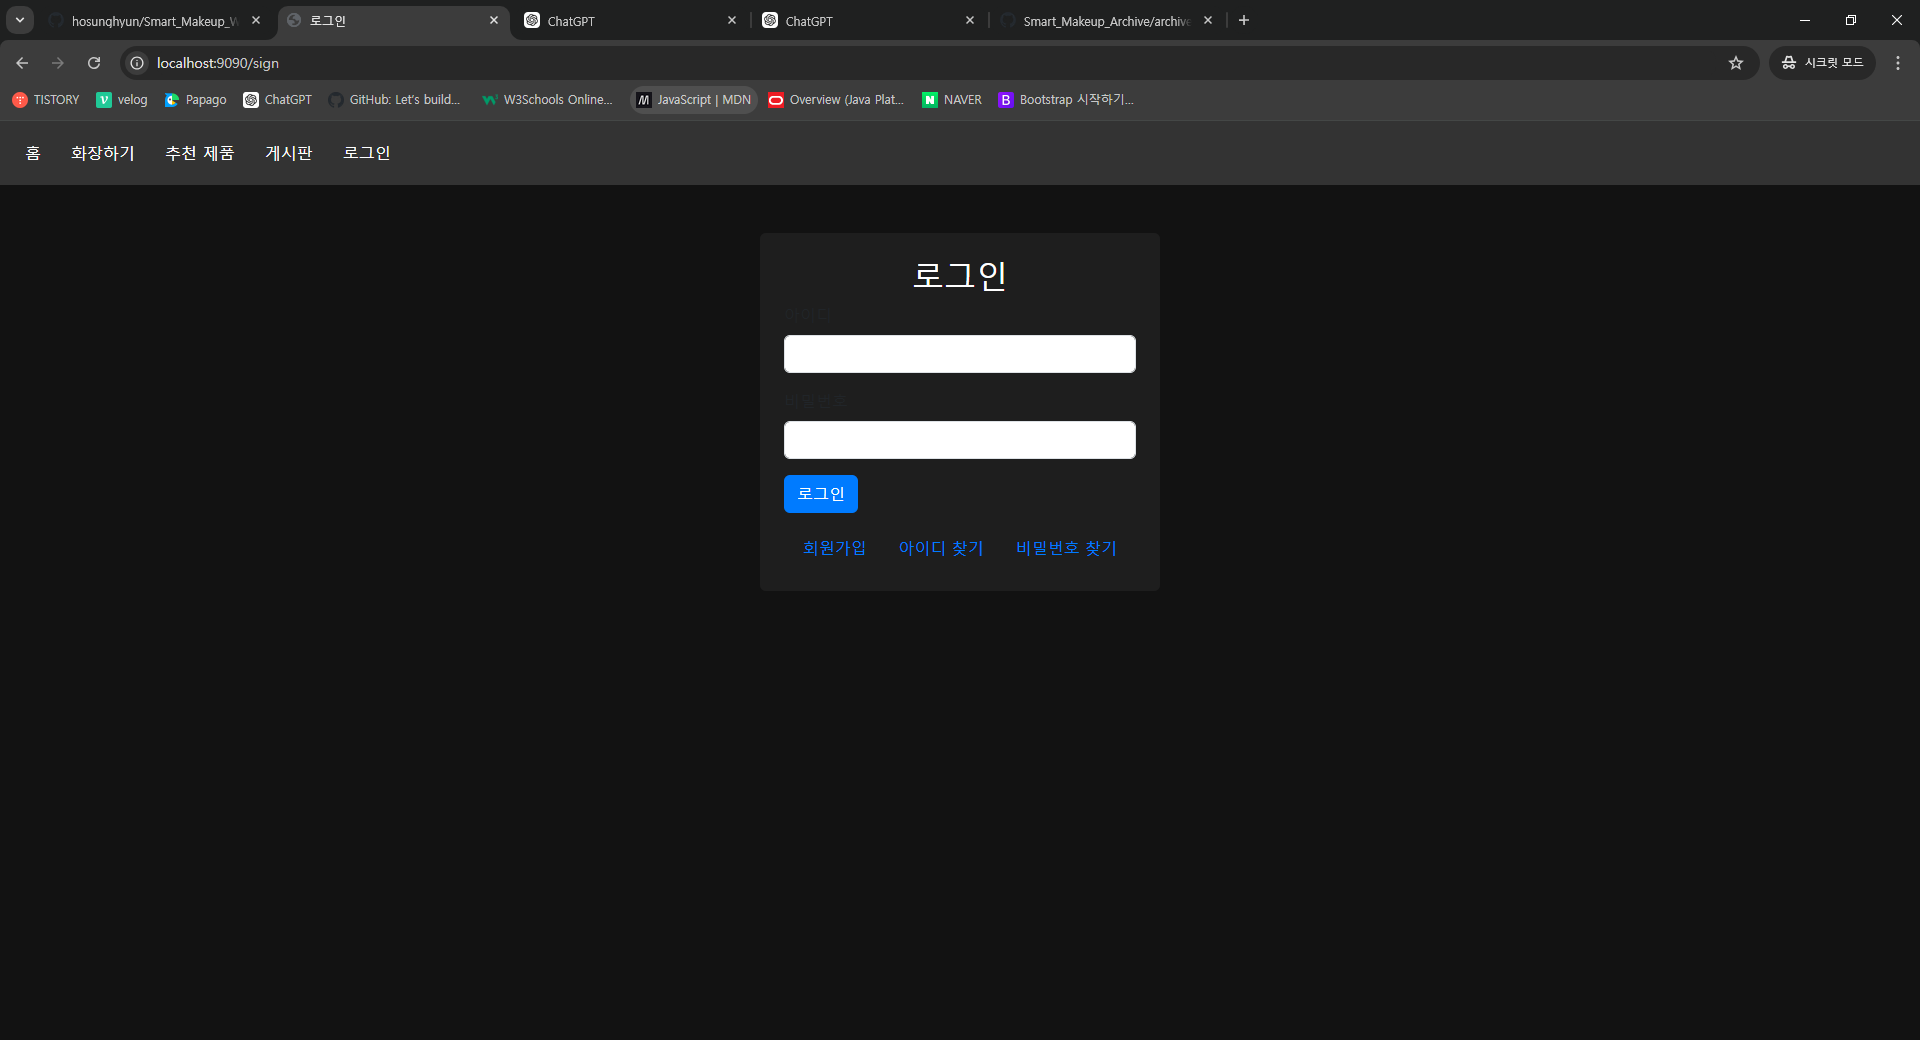 hosunghyun/Smart_Makeup_W
로그인
ChatGPT
ChatGPT
Smart_Makeup_Archive/archive
localhost:9090/sign
시크릿 모드
TISTORY
velog
Papago
ChatGPT
GitHub: Let's build...
W3Schools Online...
JavaScript | MDN
Overview (Java Plat...
NAVER
Bootstrap 시작하기...
홈 화장하기 추천 제품 게시판 로그인
로그인
아이디
비밀번호
로그인
회원가입 아이디 찾기 비밀번호 찾기